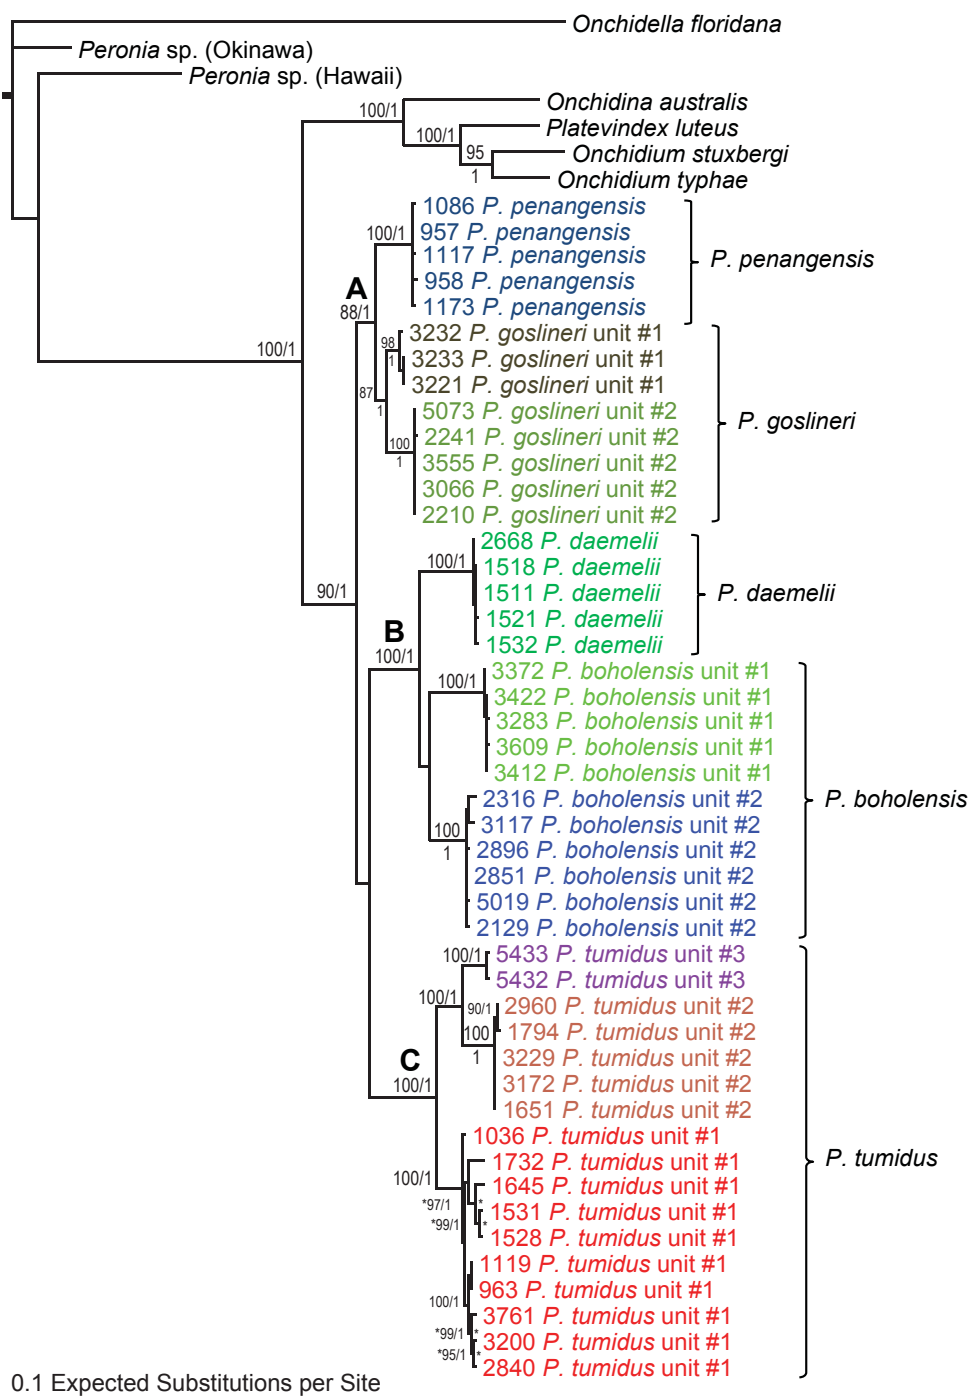 Onchidella floridana
Peronia sp. (Okinawa)
Peronia sp. (Hawaii)
Onchidina australis
100/1
Platevindex luteus
100/1
Onchidium stuxbergi
95
1
Onchidium typhae
1086 P. penangensis
957 P. penangensis
100/1
1117 P. penangensis
P. penangensis
958 P. penangensis
A
1173 P. penangensis
88/1
3232 P. goslineri unit #1
98
100/1
3233 P. goslineri unit #1
1
3221 P. goslineri unit #1
87
1
5073 P. goslineri unit #2
P. goslineri
2241 P. goslineri unit #2
100
1
3555 P. goslineri unit #2
3066 P. goslineri unit #2
2210 P. goslineri unit #2
2668 P. daemelii
100/1
1518 P. daemelii
90/1
1511 P. daemelii
P. daemelii
1521 P. daemelii
B
1532 P. daemelii
100/1
3372 P. boholensis unit #1
100/1
3422 P. boholensis unit #1
3283 P. boholensis unit #1
3609 P. boholensis unit #1
3412 P. boholensis unit #1
2316 P. boholensis unit #2
P. boholensis
3117 P. boholensis unit #2
100
1
2896 P. boholensis unit #2
2851 P. boholensis unit #2
5019 P. boholensis unit #2
2129 P. boholensis unit #2
100/1
5433 P. tumidus unit #3
5432 P. tumidus unit #3
100/1
2960 P. tumidus unit #2
90/1
1794 P. tumidus unit #2
100
1
3229 P. tumidus unit #2
C
3172 P. tumidus unit #2
100/1
1651 P. tumidus unit #2
1036 P. tumidus unit #1
1732 P. tumidus unit #1
P. tumidus
100/1
1645 P. tumidus unit #1
*97/1
*
1531 P. tumidus unit #1
*99/1
*
1528 P. tumidus unit #1
1119 P. tumidus unit #1
963 P. tumidus unit #1
100/1
3761 P. tumidus unit #1
*99/1
*
3200 P. tumidus unit #1
*95/1
*
2840 P. tumidus unit #1
0.1 Expected Substitutions per Site